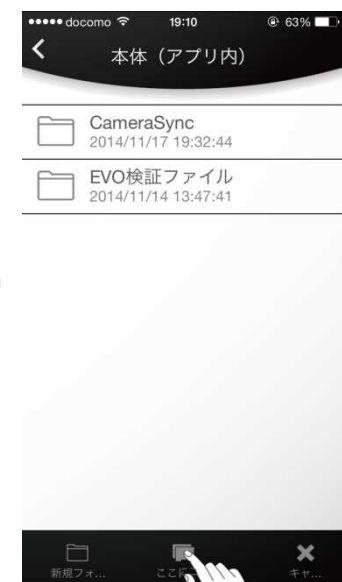 docomo 19:10 63%
本体（アプリ内）
CameraSync
2014/11/17 19:32:44
EVO検証ファイル
2014/11/14 13:47:41
新規フォ... ここに キャ...